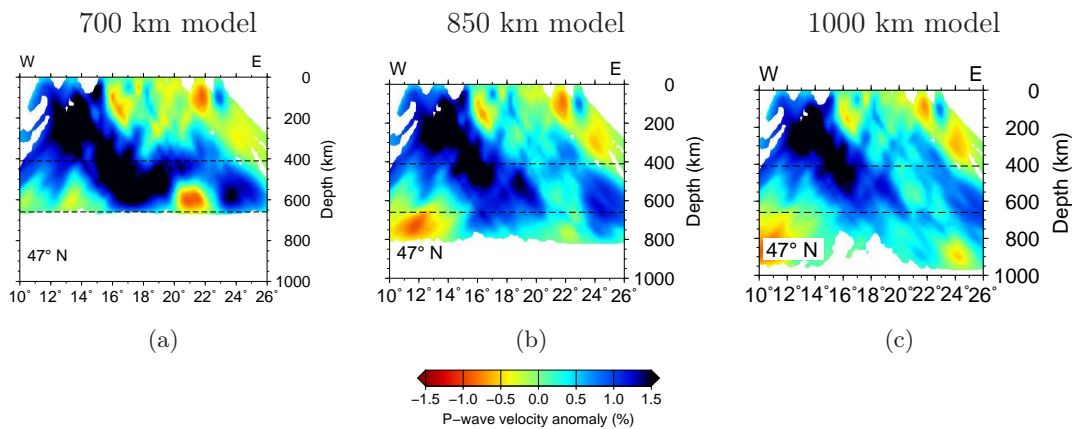 700 km model
850 km model
1000 km model
W E
0
200
400
600
800
1000
Depth (km)
47° N
10° 12° 14° 16° 18° 20° 22° 24° 26°
(a)
W E
0
200
400
600
800
1000
Depth (km)
47° N
10° 12° 14° 16° 18° 20° 22° 24° 26°
(b)
W E
0
200
400
600
800
1000
Depth (km)
47° N
10° 12° 14° 16° 18° 20° 22° 24° 26°
(c)
−1.5 −1.0 −0.5 0.0 0.5 1.0 1.5
P−wave velocity anomaly (%)